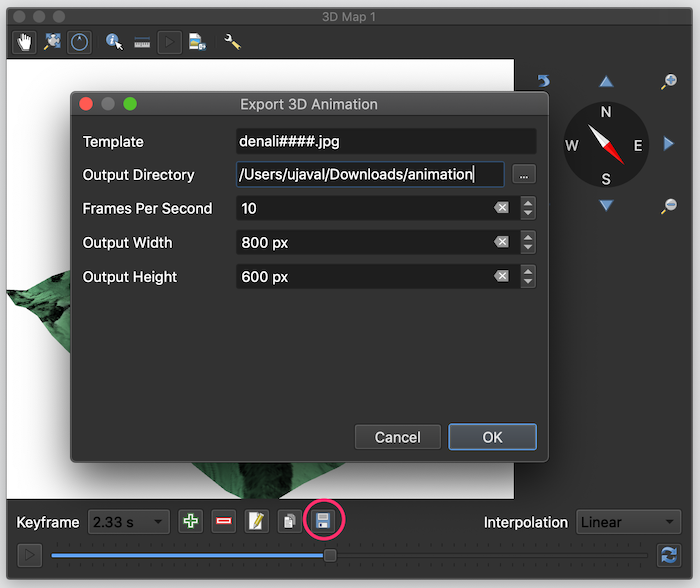 3D Map 1
Export 3D Animation
Template denali####.jpg
Output Directory /Users/ujaval/Downloads/animation ...
Frames Per Second 10
Output Width 800 px
Output Height 600 px
Cancel OK
N
W E
S
Keyframe 2.33 s Interpolation Linear